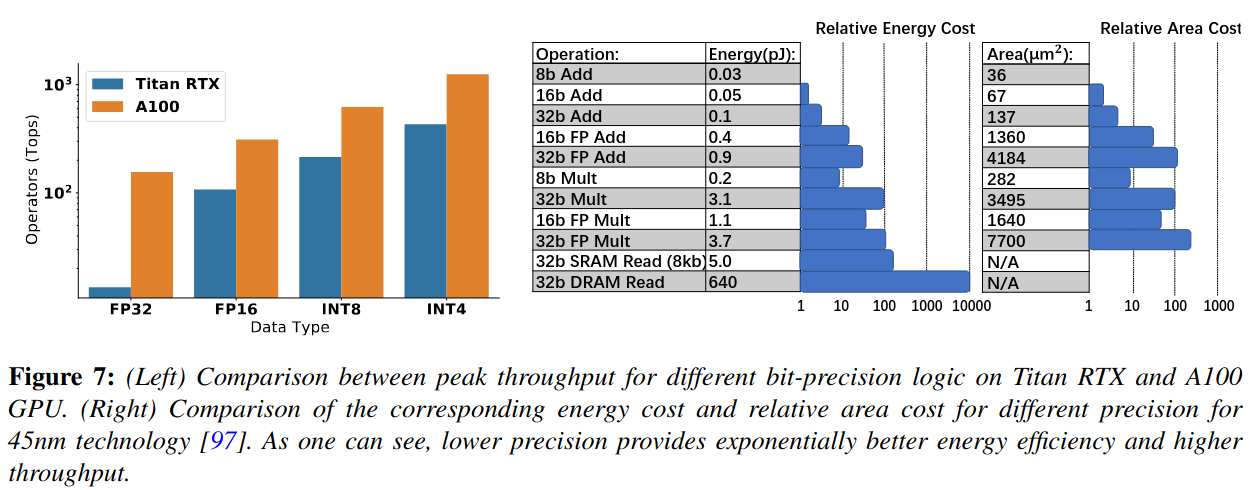 Relative Energy Cost
Relative Area Cost
Operators (Tops)
10³
10²
Titan RTX
A100
FP32 FP16 INT8 INT4
Data Type
Operation: Energy(pJ):
8b Add 0.03
16b Add 0.05
32b Add 0.1
16b FP Add 0.4
32b FP Add 0.9
8b Mult 0.2
32b Mult 3.1
16b FP Mult 1.1
32b FP Mult 3.7
32b SRAM Read (8kb) 5.0
32b DRAM Read 640
1 10 100 1000 10000
Area(μm²):
36
67
137
1360
4184
282
3495
1640
7700
N/A
N/A
1 10 100 1000
Figure 7: (Left) Comparison between peak throughput for different bit-precision logic on Titan RTX and A100
GPU. (Right) Comparison of the corresponding energy cost and relative area cost for different precision for
45nm technology [97]. As one can see, lower precision provides exponentially better energy efficiency and higher
throughput.